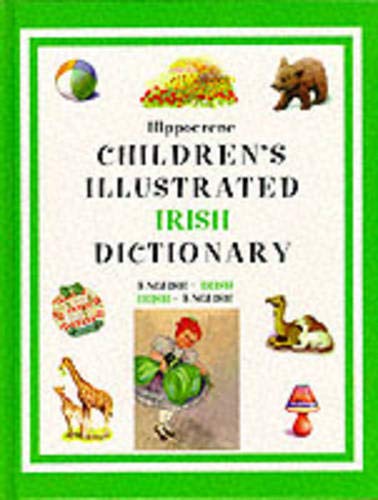 Hippocrene
CHILDREN'S
ILLUSTRATED
IRISH
DICTIONARY
ENGLISH - IRISH
IRISH - ENGLISH